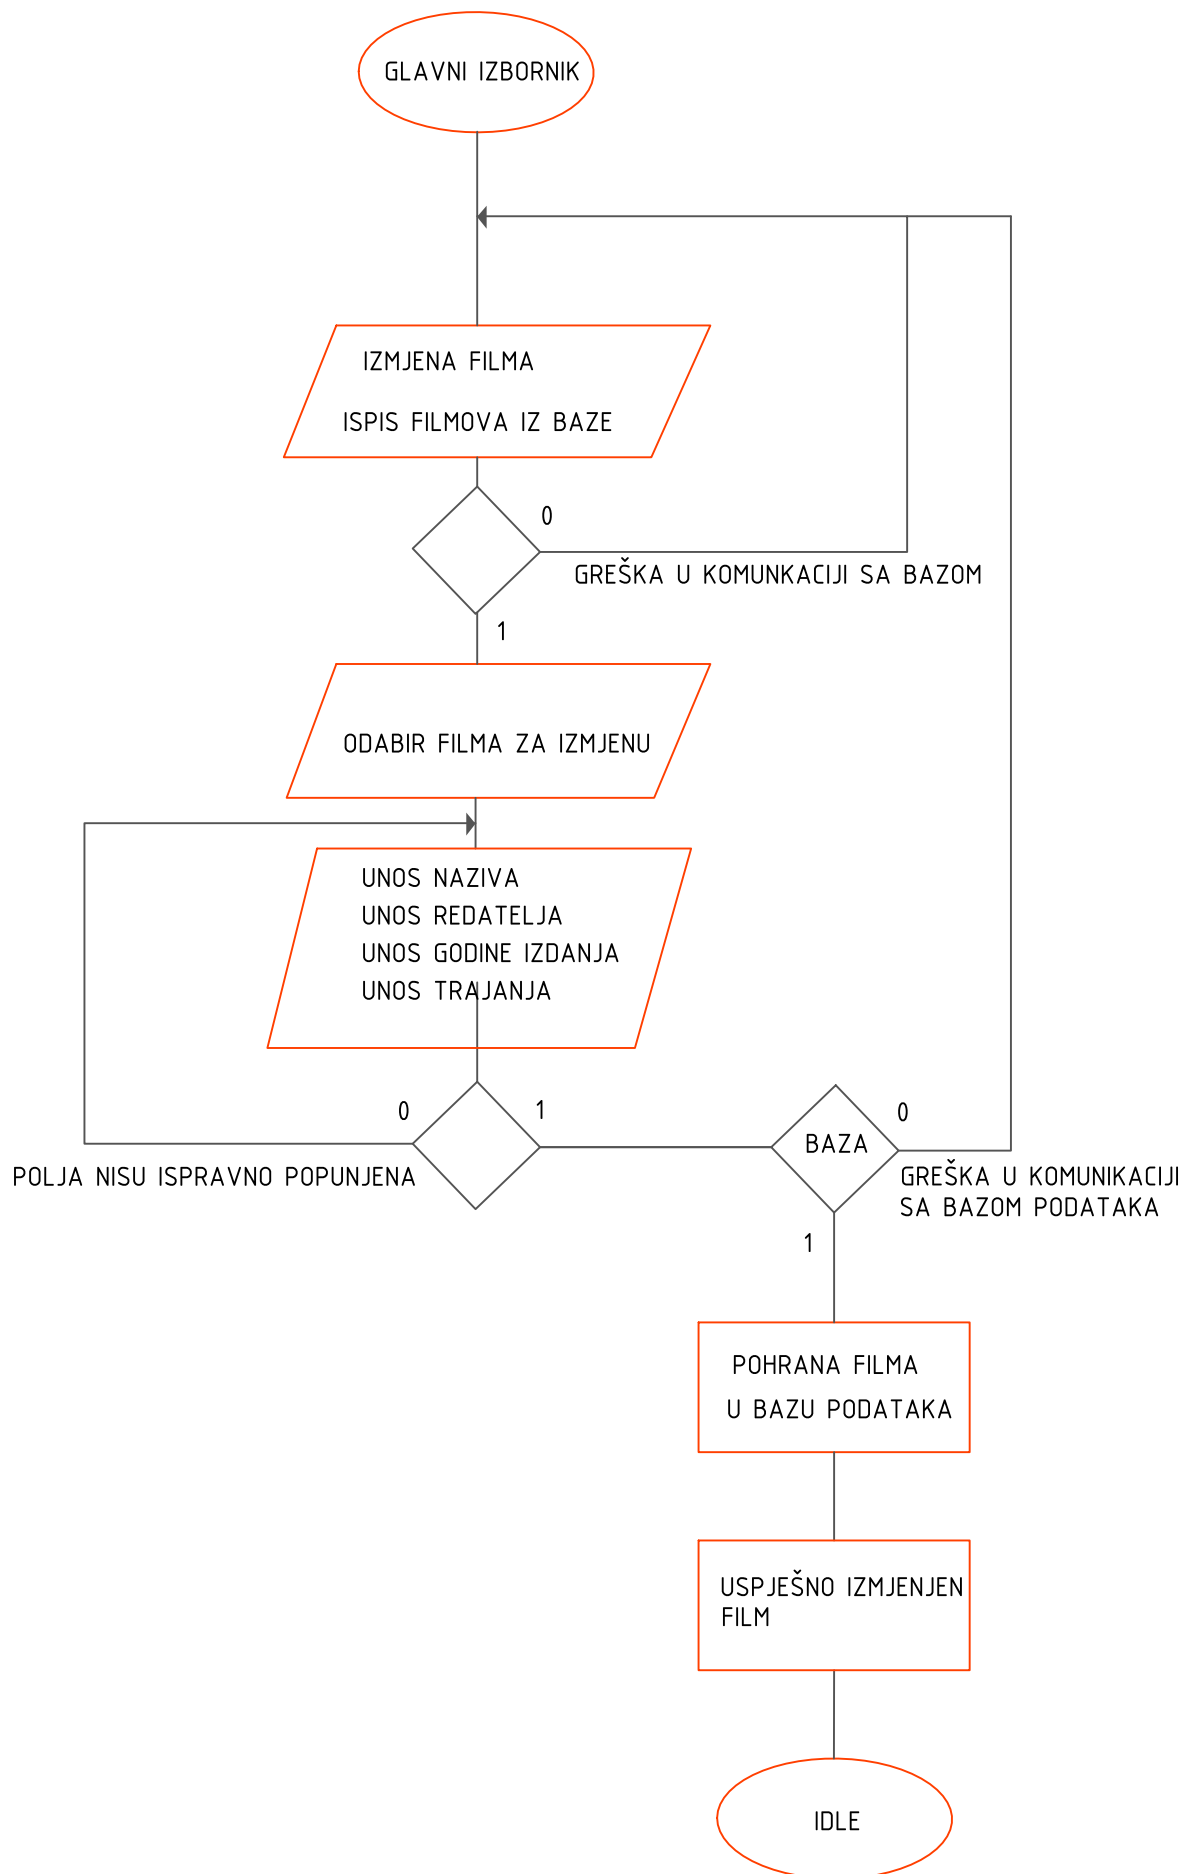 GLAVNI IZBORNIK
IZMJENA FILMA
ISPIS FILMOVA IZ BAZE
0
GREŠKA U KOMUNKACIJI SA BAZOM
1
ODABIR FILMA ZA IZMJENU
UNOS NAZIVA
UNOS REDATELJA
UNOS GODINE IZDANJA
UNOS TRAJANJA
0
1
POLJA NISU ISPRAVNO POPUNJENA
BAZA
0
GREŠKA U KOMUNIKACIJI
SA BAZOM PODATAKA
1
POHRANA FILMA
U BAZU PODATAKA
USPJEŠNO IZMJENJEN
FILM
IDLE